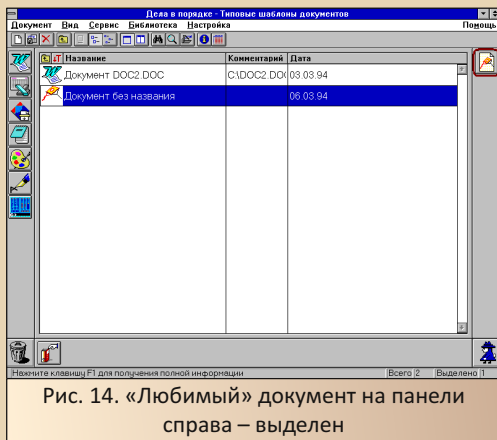 Дела в порядке - Типовые шаблоны документов
Документ Вид Сервис Библиотека Настройка Помощь
Название Комментарий Дата
Документ DOC2.DOC C:\DOC2.DO( 03.03.94
Документ без названия 06.03.94
Нажмите клавишу F1 для получения полной информации Всего 2 Выделено 1
Рис. 14. «Любимый» документ на панели
справа – выделен